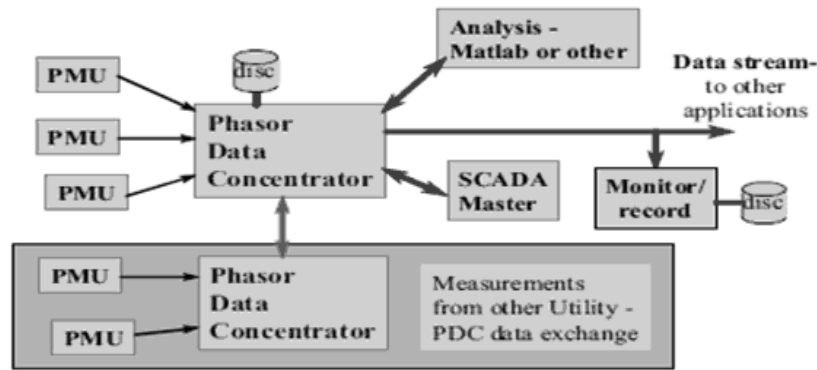 Analysis -
Matlab or other
PMU
disc
Data stream-
to other
applications
PMU
Phasor
Data
Concentrator
PMU
SCADA
Master
Monitor/
record
disc
PMU
Phasor
Data
Concentrator
PMU
Measurements
from other Utility -
PDC data exchange